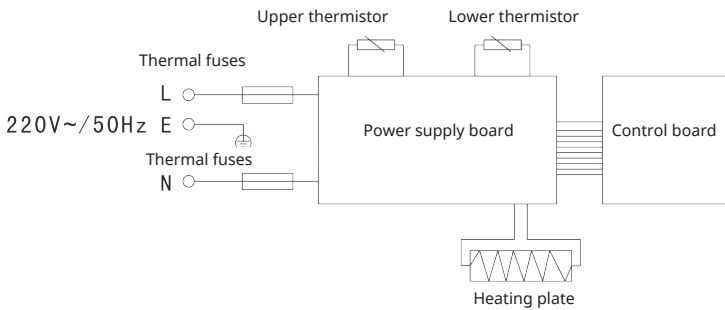 Upper thermistor
Lower thermistor
Thermal fuses
L
220V~/50Hz E
Power supply board
Control board
Thermal fuses
N
Heating plate